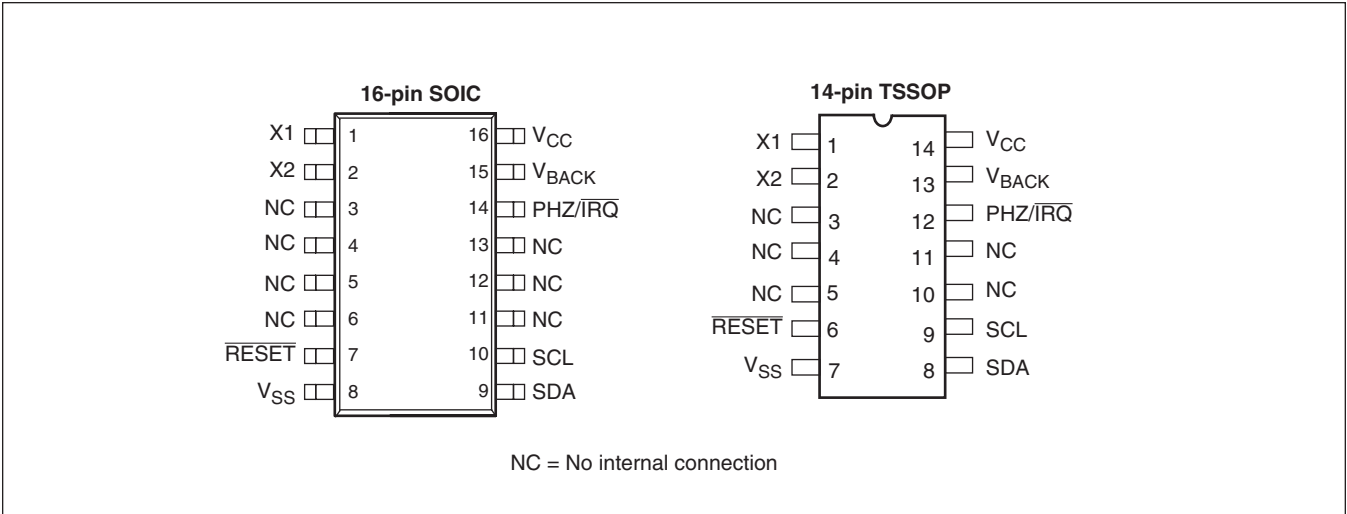 16-pin SOIC
X1 1 16 VCC
X2 2 15 VBACK
NC 3 14 PHZ/IRQ
NC 4 13 NC
NC 5 12 NC
NC 6 11 NC
RESET 7 10 SCL
VSS 8 9 SDA
14-pin TSSOP
X1 1 14 VCC
X2 2 13 VBACK
NC 3 12 PHZ/IRQ
NC 4 11 NC
NC 5 10 NC
RESET 6 9 SCL
VSS 7 8 SDA
NC = No internal connection